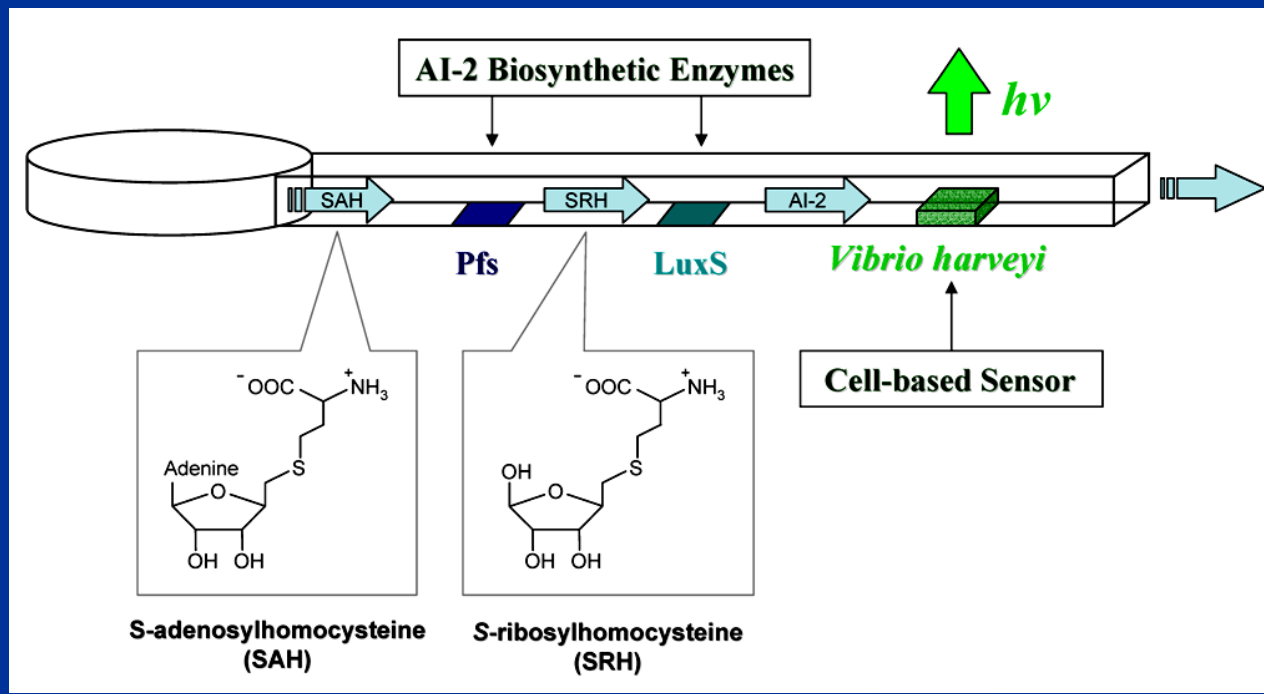 AI-2 Biosynthetic Enzymes
hν
SAH
SRH
AI-2
Pfs
LuxS
Vibrio harveyi
Cell-based Sensor
⁻OOC
⁺NH₃
S
Adenine
O
OH OH
⁻OOC
⁺NH₃
S
OH
O
OH OH
S-adenosylhomocysteine
(SAH)
S-ribosylhomocysteine
(SRH)